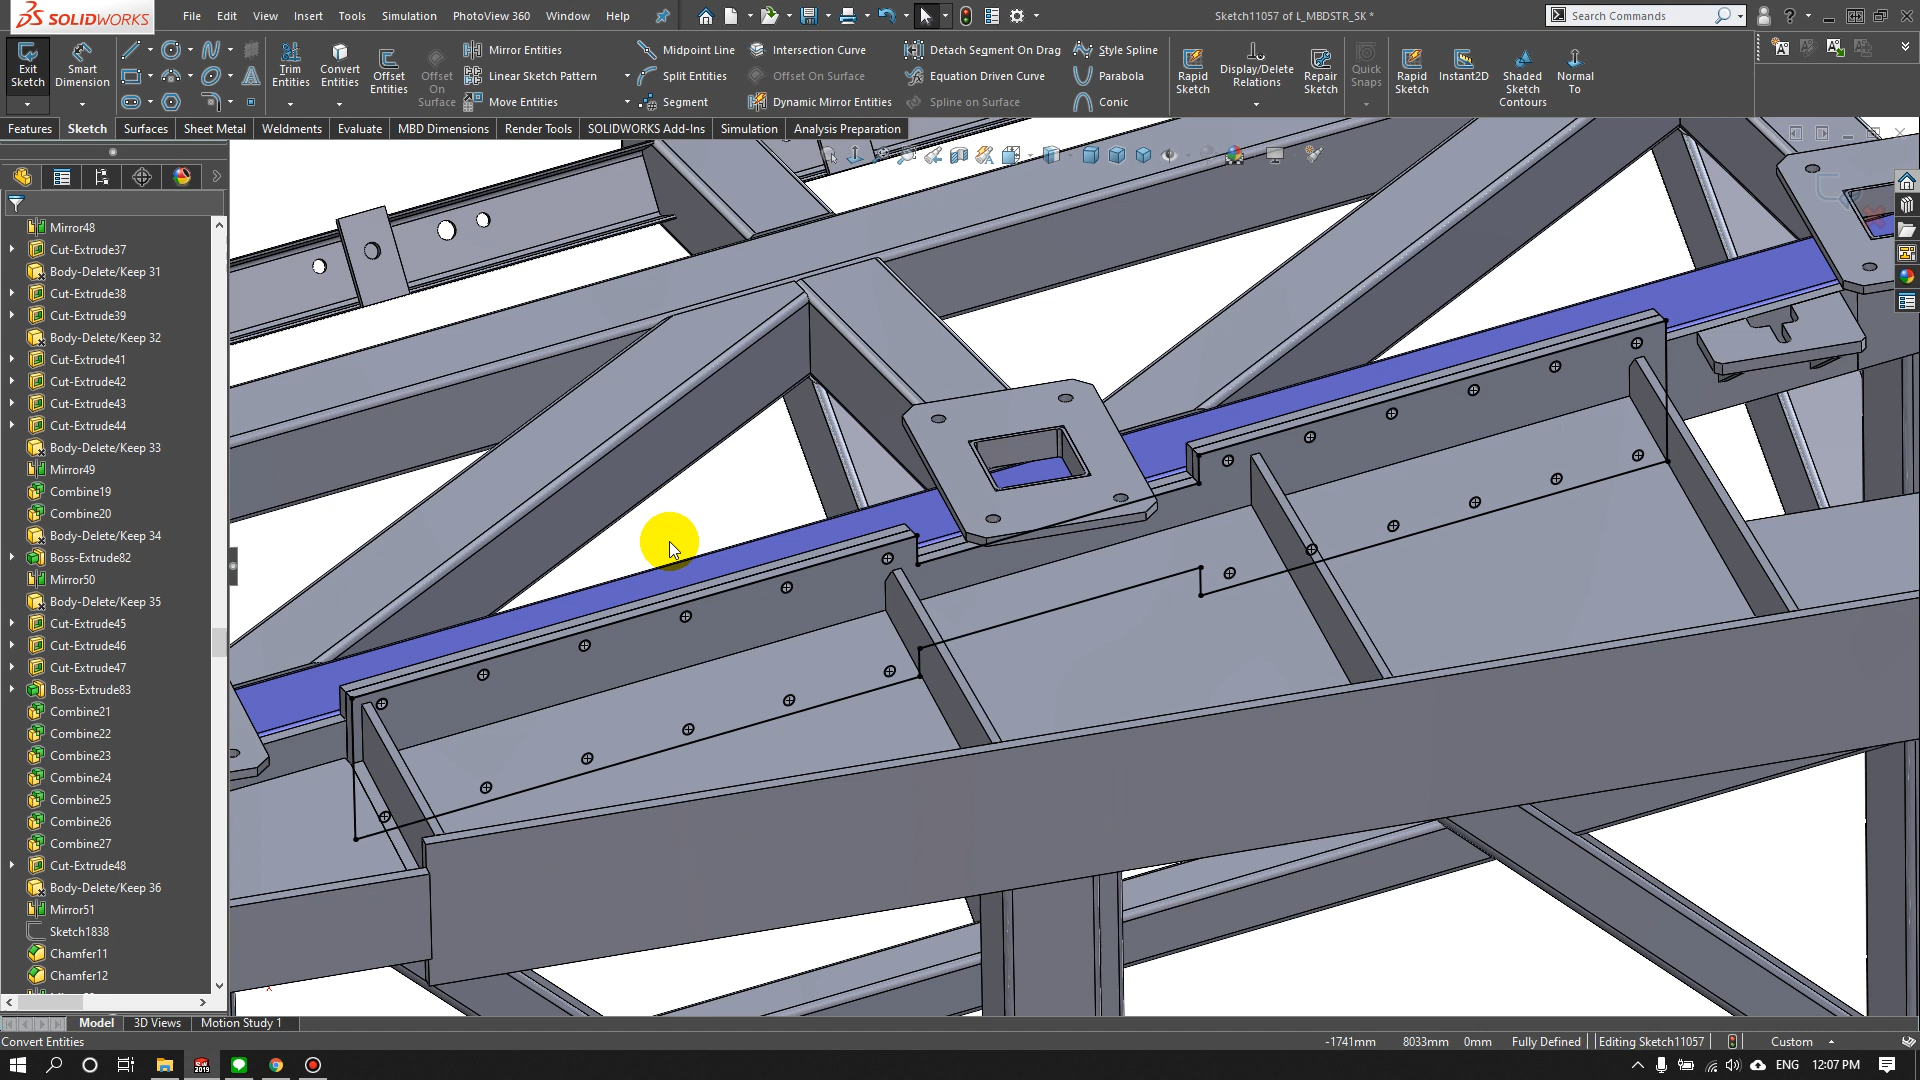 SOLIDWORKS File Edit View Insert Tools Simulation PhotoView 360 Window Help Sketch11057 of L_MBDSTR_SK * Search Commands
Exit Sketch
Smart Dimension
Trim Entities
Convert Entities
Offset Entities
Offset On Surface
Mirror Entities
Linear Sketch Pattern
Move Entities
Midpoint Line
Split Entities
Segment
Intersection Curve
Offset On Surface
Dynamic Mirror Entities
Detach Segment On Drag
Equation Driven Curve
Spline on Surface
Style Spline
Parabola
Conic
Rapid Sketch
Display/Delete Relations
Repair Sketch
Quick Snaps
Rapid Sketch
Instant2D
Shaded Sketch Contours
Normal To
Features Sketch Surfaces Sheet Metal Weldments Evaluate MBD Dimensions Render Tools SOLIDWORKS Add-Ins Simulation Analysis Preparation
Mirror48
Cut-Extrude37
Body-Delete/Keep 31
Cut-Extrude38
Cut-Extrude39
Body-Delete/Keep 32
Cut-Extrude41
Cut-Extrude42
Cut-Extrude43
Cut-Extrude44
Body-Delete/Keep 33
Mirror49
Combine19
Combine20
Body-Delete/Keep 34
Boss-Extrude82
Mirror50
Body-Delete/Keep 35
Cut-Extrude45
Cut-Extrude46
Cut-Extrude47
Boss-Extrude83
Combine21
Combine22
Combine23
Combine24
Combine25
Combine26
Combine27
Cut-Extrude48
Body-Delete/Keep 36
Mirror51
Sketch1838
Chamfer11
Chamfer12
Model 3D Views Motion Study 1
Convert Entities -1741mm 8033mm 0mm Fully Defined Editing Sketch11057 Custom
ENG 12:07 PM